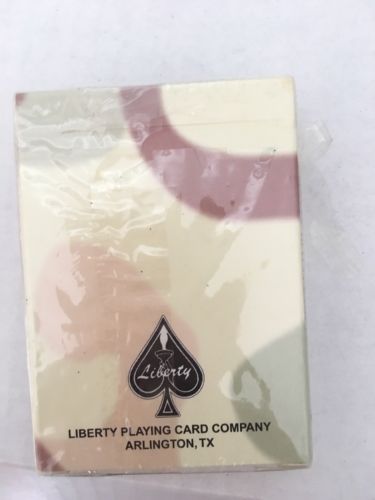 Liberty
LIBERTY PLAYING CARD COMPANY
ARLINGTON, TX